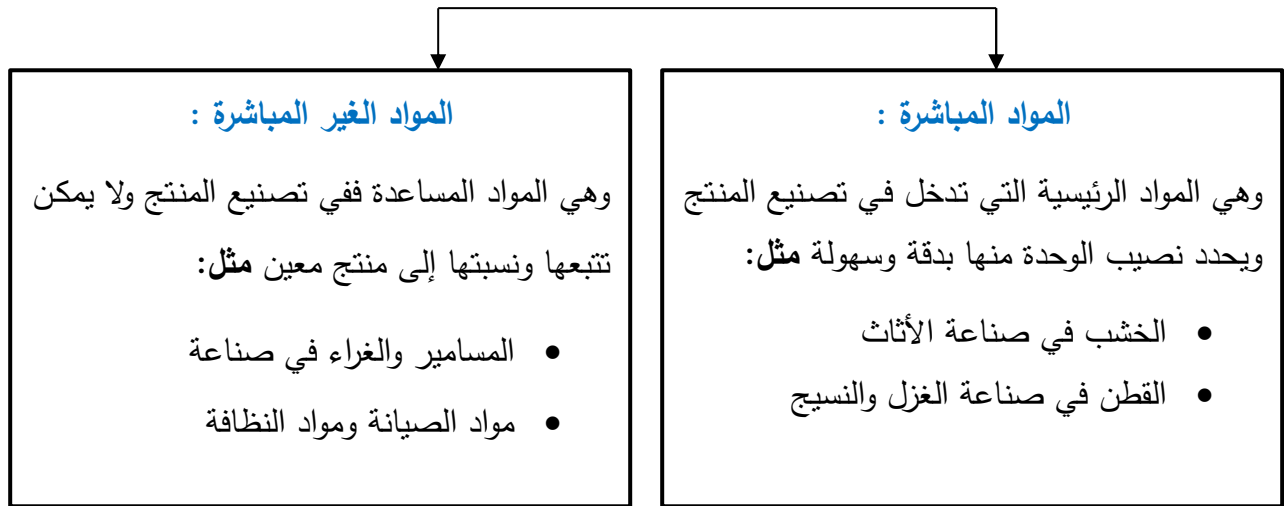 المواد المباشرة :
وهي المواد الرئيسية التي تدخل في تصنيع المنتج
ويحدد نصيب الوحدة منها بدقة وسهولة مثل:
• الخشب في صناعة الأثاث
• القطن في صناعة الغزل والنسيج
المواد الغير المباشرة :
وهي المواد المساعدة ففي تصنيع المنتج ولا يمكن
تتبعها ونسبتها إلى منتج معين مثل:
• المسامير والغراء في صناعة
• مواد الصيانة ومواد النظافة